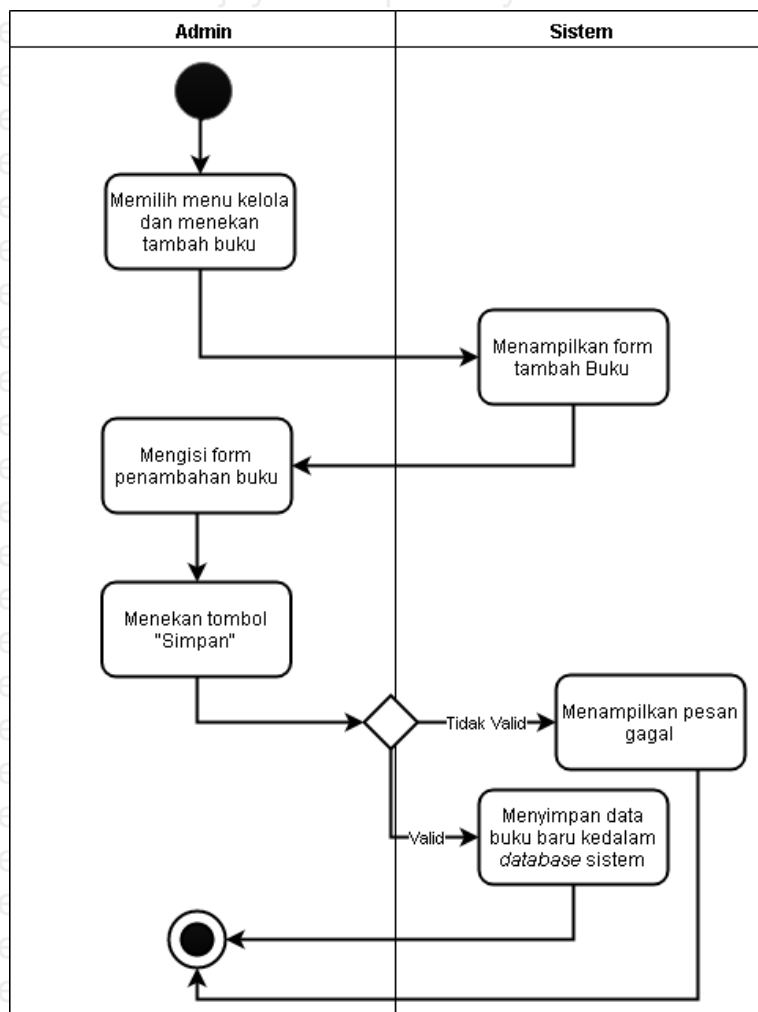 Admin
Sistem
Memilih menu kelola
dan menekan
tambah buku
Menampilkan form
tambah Buku
Mengisi form
penambahan buku
Menekan tombol
"Simpan"
Tidak Valid
Menampilkan pesan
gagal
Valid
Menyimpan data
buku baru kedalam
database sistem